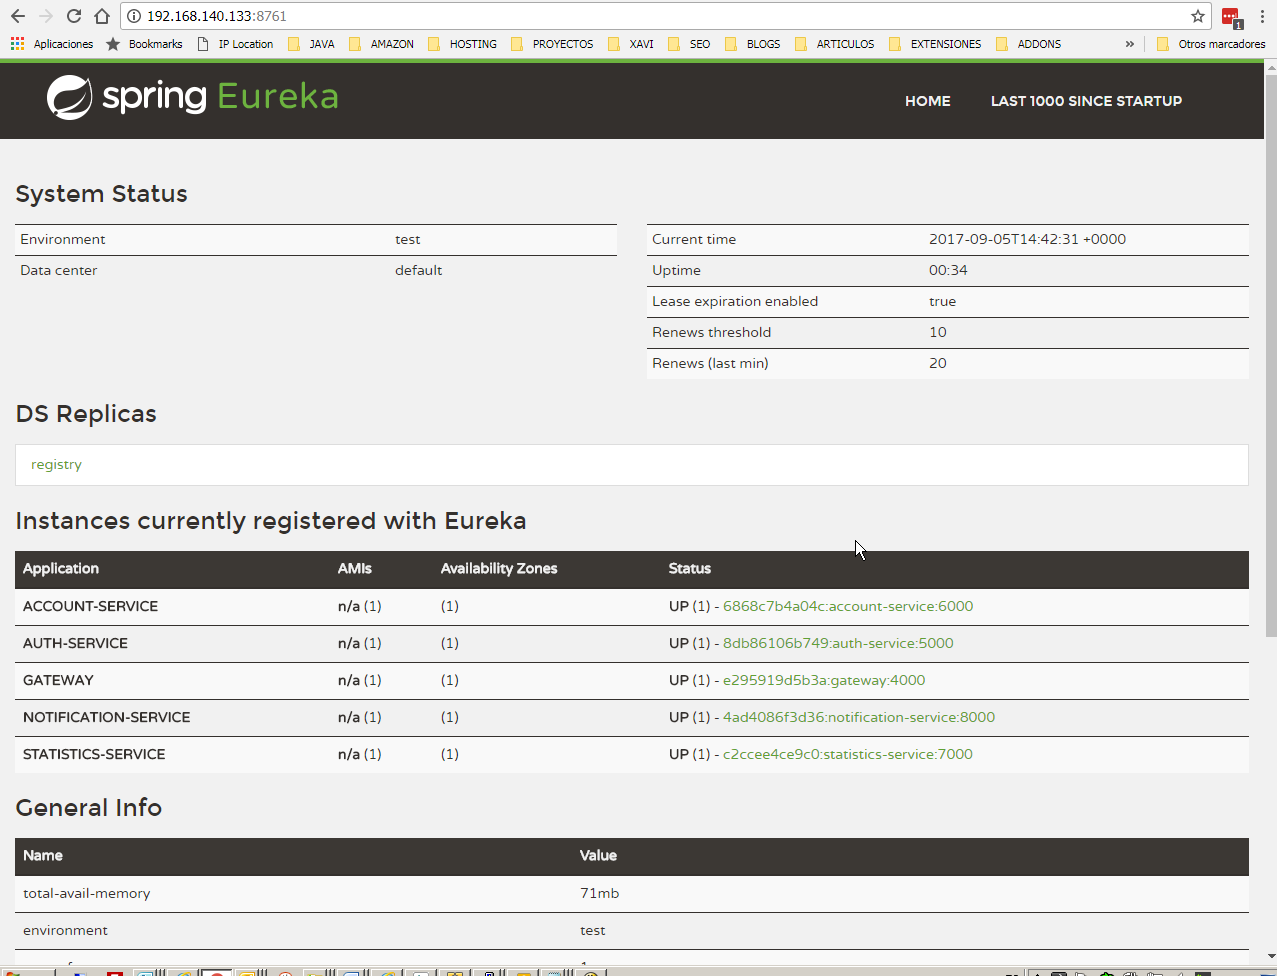 192.168.140.133:8761
1
Aplicaciones Bookmarks IP Location JAVA AMAZON HOSTING PROYECTOS XAVI SEO BLOGS ARTICULOS EXTENSIONES ADDONS » Otros marcadores
spring Eureka
HOME LAST 1000 SINCE STARTUP
System Status
Environment test
Data center default
Current time 2017-09-05T14:42:31 +0000
Uptime 00:34
Lease expiration enabled true
Renews threshold 10
Renews (last min) 20
DS Replicas
registry
Instances currently registered with Eureka
Application AMIs Availability Zones Status
ACCOUNT-SERVICE n/a (1) (1) UP (1) - 6868c7b4a04c:account-service:6000
AUTH-SERVICE n/a (1) (1) UP (1) - 8db86106b749:auth-service:5000
GATEWAY n/a (1) (1) UP (1) - e295919d5b3a:gateway:4000
NOTIFICATION-SERVICE n/a (1) (1) UP (1) - 4ad4086f3d36:notification-service:8000
STATISTICS-SERVICE n/a (1) (1) UP (1) - c2ccee4ce9c0:statistics-service:7000
General Info
Name Value
total-avail-memory 71mb
environment test